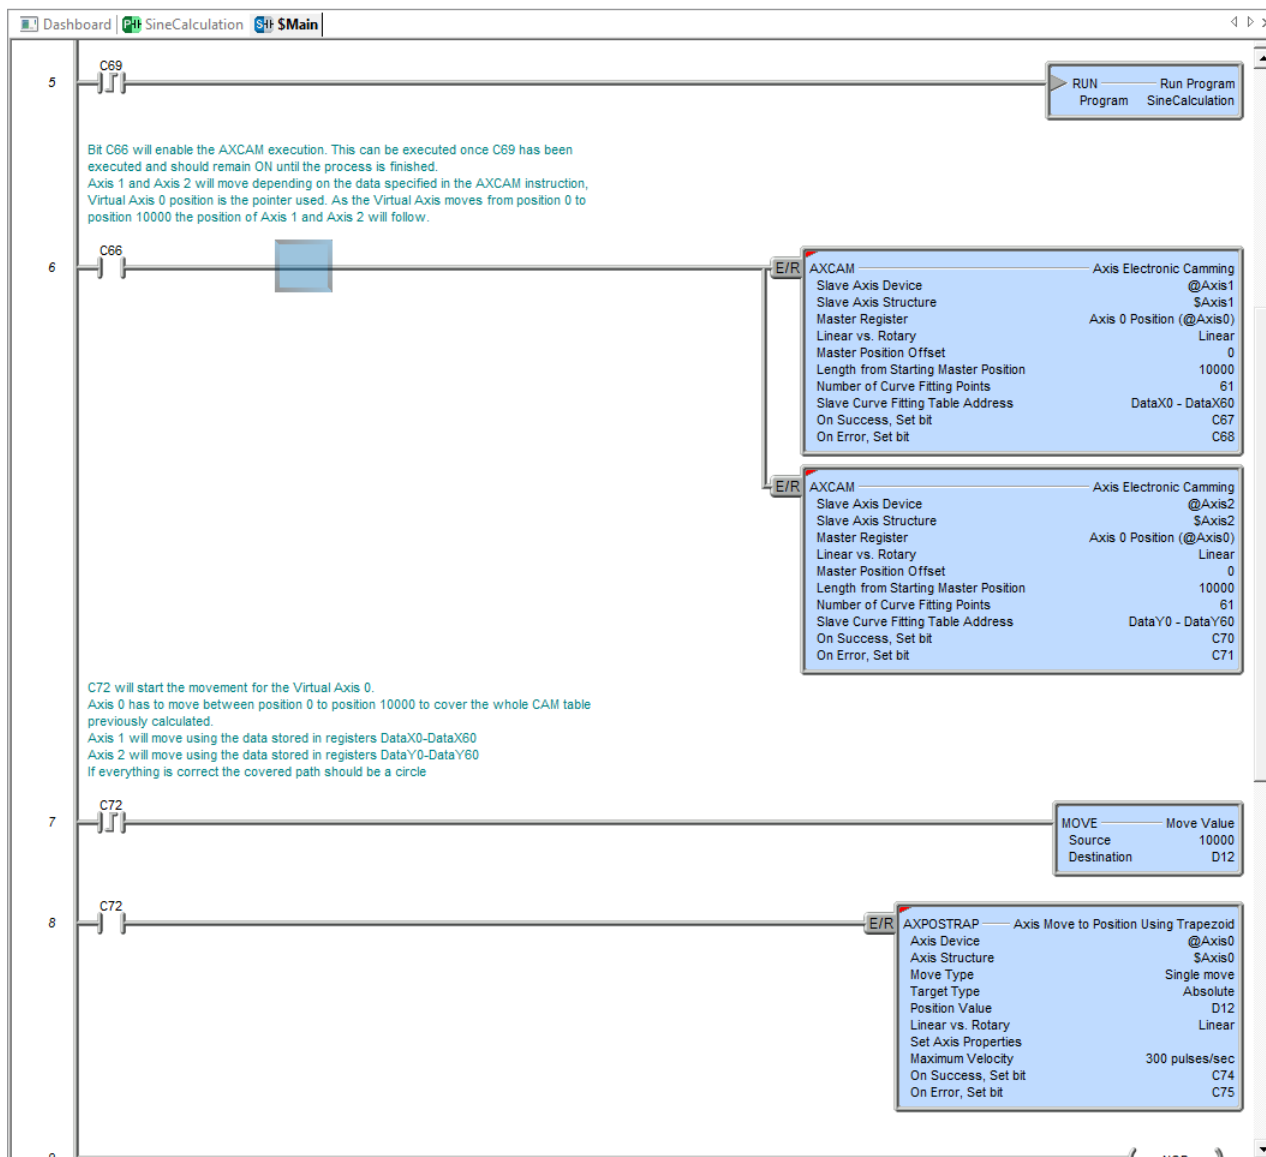 Dashboard SineCalculation $Main
C69
5
RUN Run Program
Program SineCalculation
Bit C66 will enable the AXCAM execution. This can be executed once C69 has been
executed and should remain ON until the process is finished.
Axis 1 and Axis 2 will move depending on the data specified in the AXCAM instruction,
Virtual Axis 0 position is the pointer used. As the Virtual Axis moves from position 0 to
position 10000 the position of Axis 1 and Axis 2 will follow.
C66
6
E/R
AXCAM Axis Electronic Camming
Slave Axis Device @Axis1
Slave Axis Structure $Axis1
Master Register Axis 0 Position (@Axis0)
Linear vs. Rotary Linear
Master Position Offset 0
Length from Starting Master Position 10000
Number of Curve Fitting Points 61
Slave Curve Fitting Table Address DataX0 - DataX60
On Success, Set bit C67
On Error, Set bit C68
E/R
AXCAM Axis Electronic Camming
Slave Axis Device @Axis2
Slave Axis Structure $Axis2
Master Register Axis 0 Position (@Axis0)
Linear vs. Rotary Linear
Master Position Offset 0
Length from Starting Master Position 10000
Number of Curve Fitting Points 61
Slave Curve Fitting Table Address DataY0 - DataY60
On Success, Set bit C70
On Error, Set bit C71
C72 will start the movement for the Virtual Axis 0.
Axis 0 has to move between position 0 to position 10000 to cover the whole CAM table
previously calculated.
Axis 1 will move using the data stored in registers DataX0-DataX60
Axis 2 will move using the data stored in registers DataY0-DataY60
If everything is correct the covered path should be a circle
C72
7
MOVE Move Value
Source 10000
Destination D12
C72
8
E/R
AXPOSTRAP Axis Move to Position Using Trapezoid
Axis Device @Axis0
Axis Structure $Axis0
Move Type Single move
Target Type Absolute
Position Value D12
Linear vs. Rotary Linear
Set Axis Properties
Maximum Velocity 300 pulses/sec
On Success, Set bit C74
On Error, Set bit C75